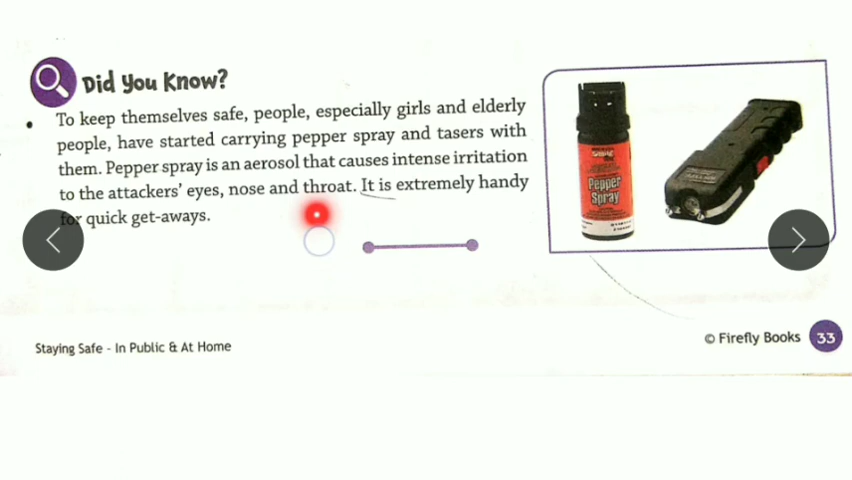 Did You Know?
• To keep themselves safe, people, especially girls and elderly
people, have started carrying pepper spray and tasers with
them. Pepper spray is an aerosol that causes intense irritation
to the attackers' eyes, nose and throat. It is extremely handy
for quick get-aways.
Pepper
Spray
Staying Safe - In Public & At Home
© Firefly Books 33